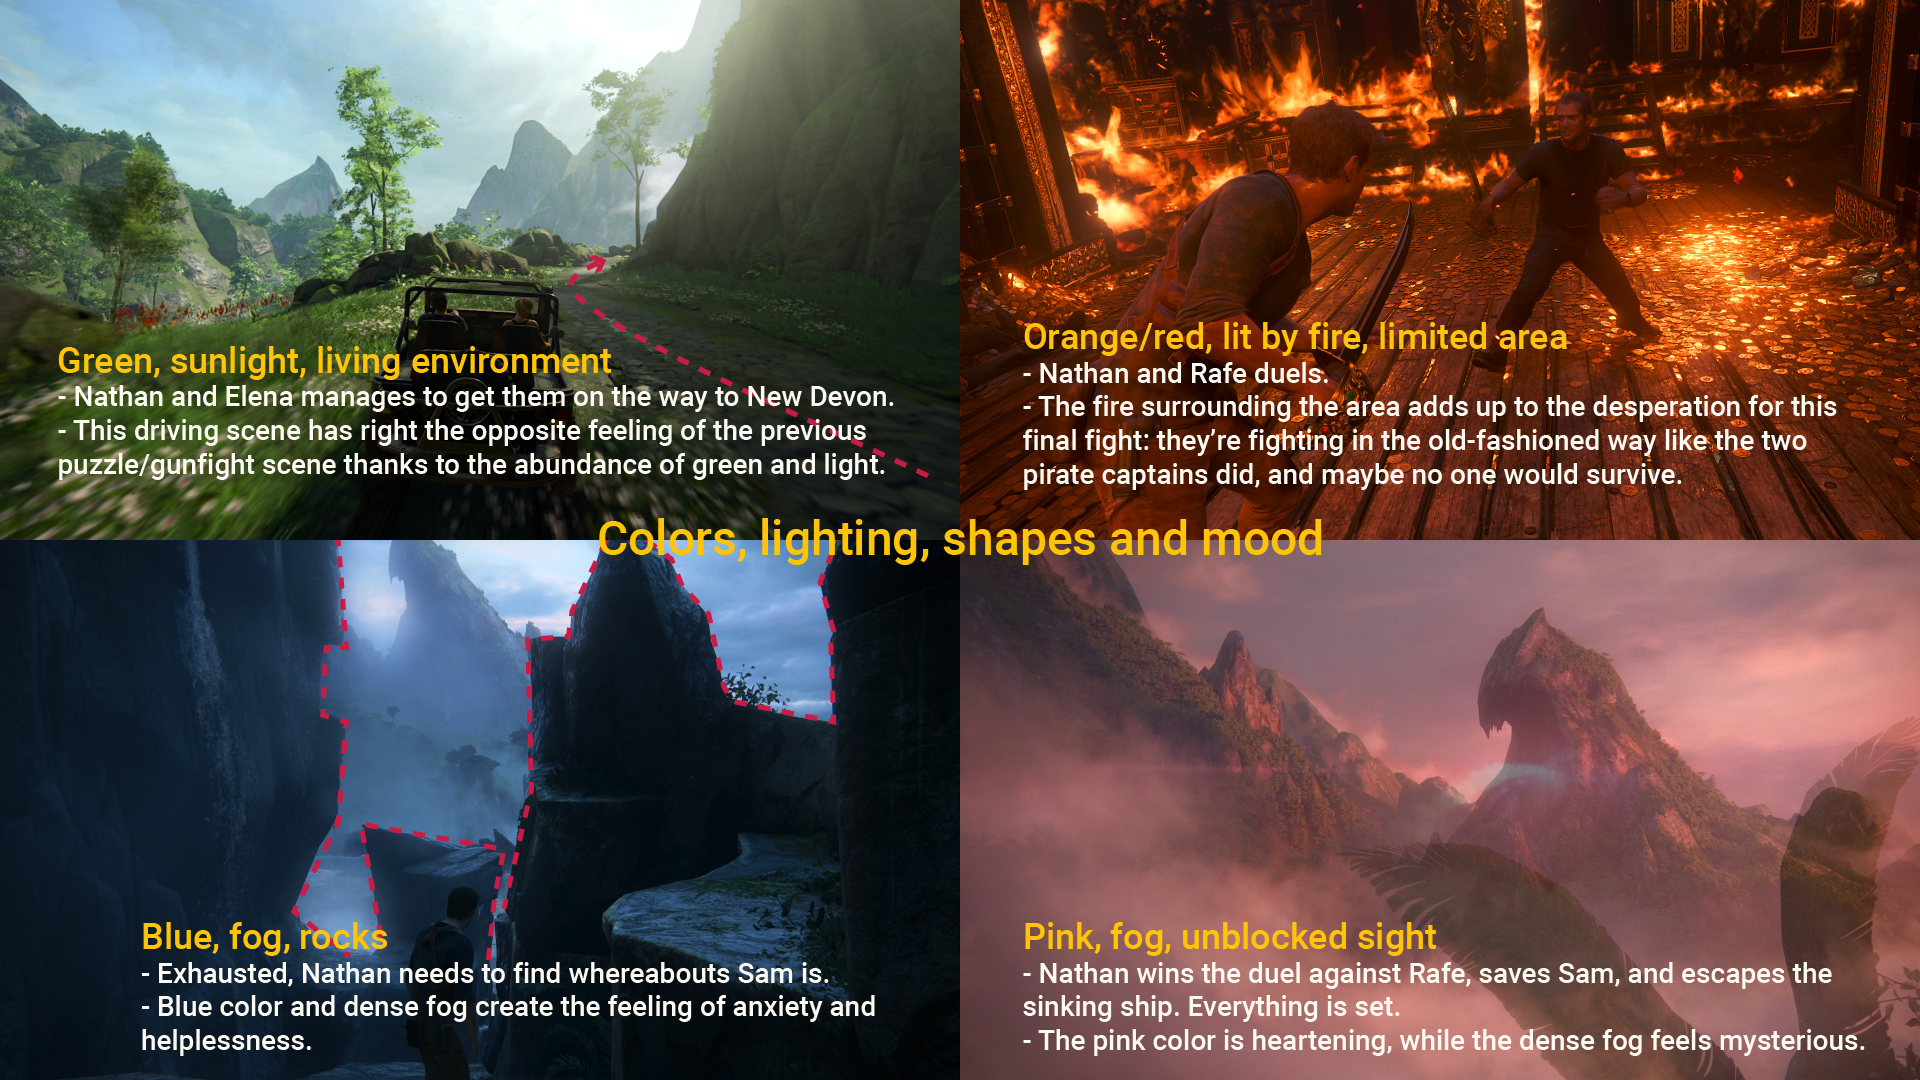 Green, sunlight, living environment
- Nathan and Elena manages to get them on the way to New Devon.
- This driving scene has right the opposite feeling of the previous
puzzle/gunfight scene thanks to the abundance of green and light.
Orange/red, lit by fire, limited area
- Nathan and Rafe duels.
- The fire surrounding the area adds up to the desperation for this
final fight: they’re fighting in the old-fashioned way like the two
pirate captains did, and maybe no one would survive.
Colors, lighting, shapes and mood
Blue, fog, rocks
- Exhausted, Nathan needs to find whereabouts Sam is.
- Blue color and dense fog create the feeling of anxiety and
helplessness.
Pink, fog, unblocked sight
- Nathan wins the duel against Rafe, saves Sam, and escapes the
sinking ship. Everything is set.
- The pink color is heartening, while the dense fog feels mysterious.